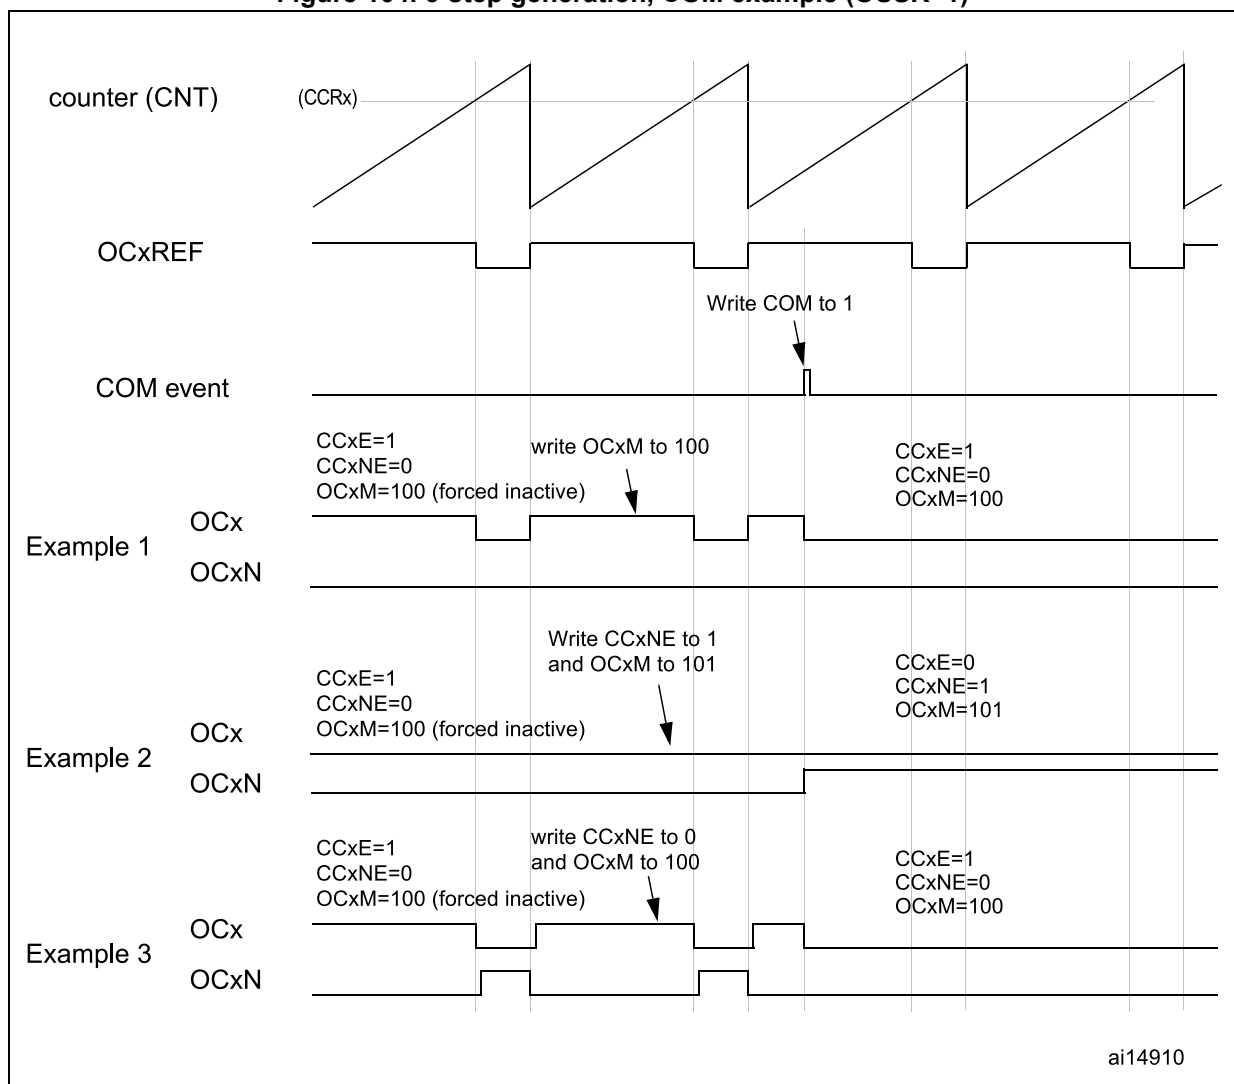 counter (CNT)
(CCRx)
OCxREF
Write COM to 1
COM event
CCxE=1
CCxNE=0
OCxM=100 (forced inactive)
write OCxM to 100
CCxE=1
CCxNE=0
OCxM=100
Example 1
OCx
OCxN
Write CCxNE to 1
and OCxM to 101
CCxE=1
CCxNE=0
OCxM=100 (forced inactive)
CCxE=0
CCxNE=1
OCxM=101
Example 2
OCx
OCxN
write CCxNE to 0
and OCxM to 100
CCxE=1
CCxNE=0
OCxM=100 (forced inactive)
CCxE=1
CCxNE=0
OCxM=100
Example 3
OCx
OCxN
ai14910